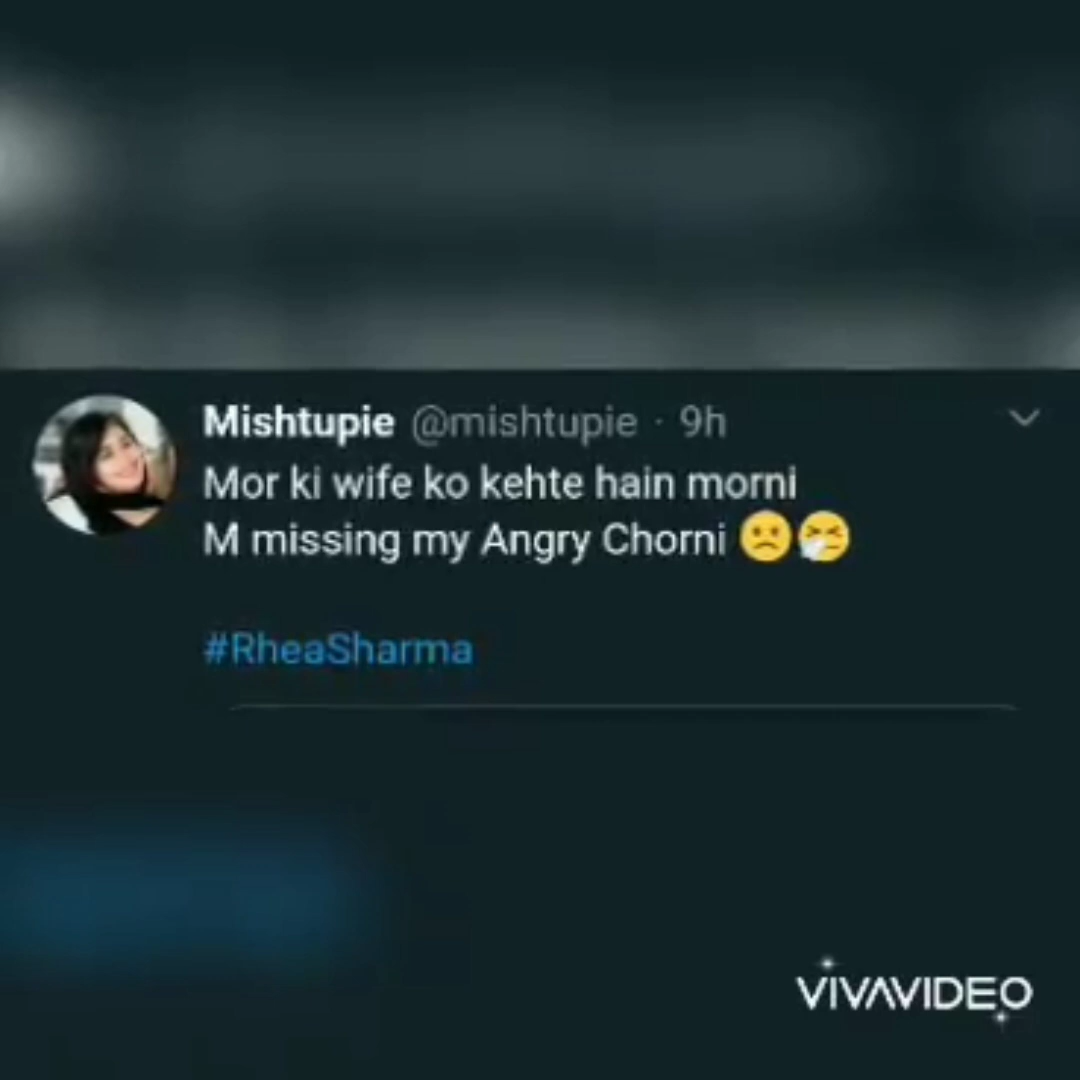 Mishtupie @mishtupie · 9h
Mor ki wife ko kehte hain morni
M missing my Angry Chorni 🙁🤧
#RheaSharma
VIVAVIDEO